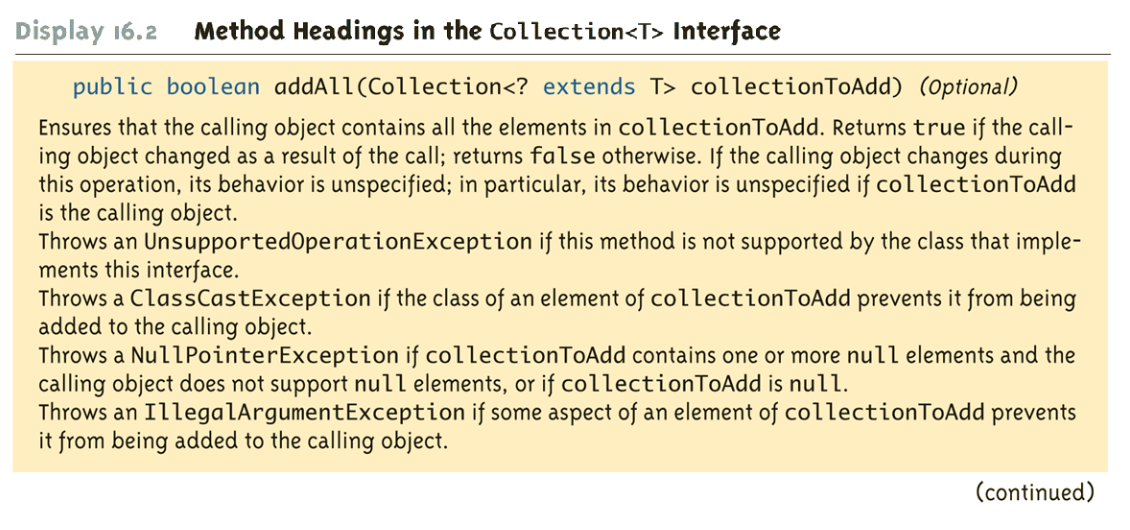 Display 16.2 Method Headings in the Collection<T> Interface
public boolean addAll(Collection<? extends T> collectionToAdd) (Optional)
Ensures that the calling object contains all the elements in collectionToAdd. Returns true if the call-
ing object changed as a result of the call; returns false otherwise. If the calling object changes during
this operation, its behavior is unspecified; in particular, its behavior is unspecified if collectionToAdd
is the calling object.
Throws an UnsupportedOperationException if this method is not supported by the class that imple-
ments this interface.
Throws a ClassCastException if the class of an element of collectionToAdd prevents it from being
added to the calling object.
Throws a NullPointerException if collectionToAdd contains one or more null elements and the
calling object does not support null elements, or if collectionToAdd is null.
Throws an IllegalArgumentException if some aspect of an element of collectionToAdd prevents
it from being added to the calling object.
(continued)